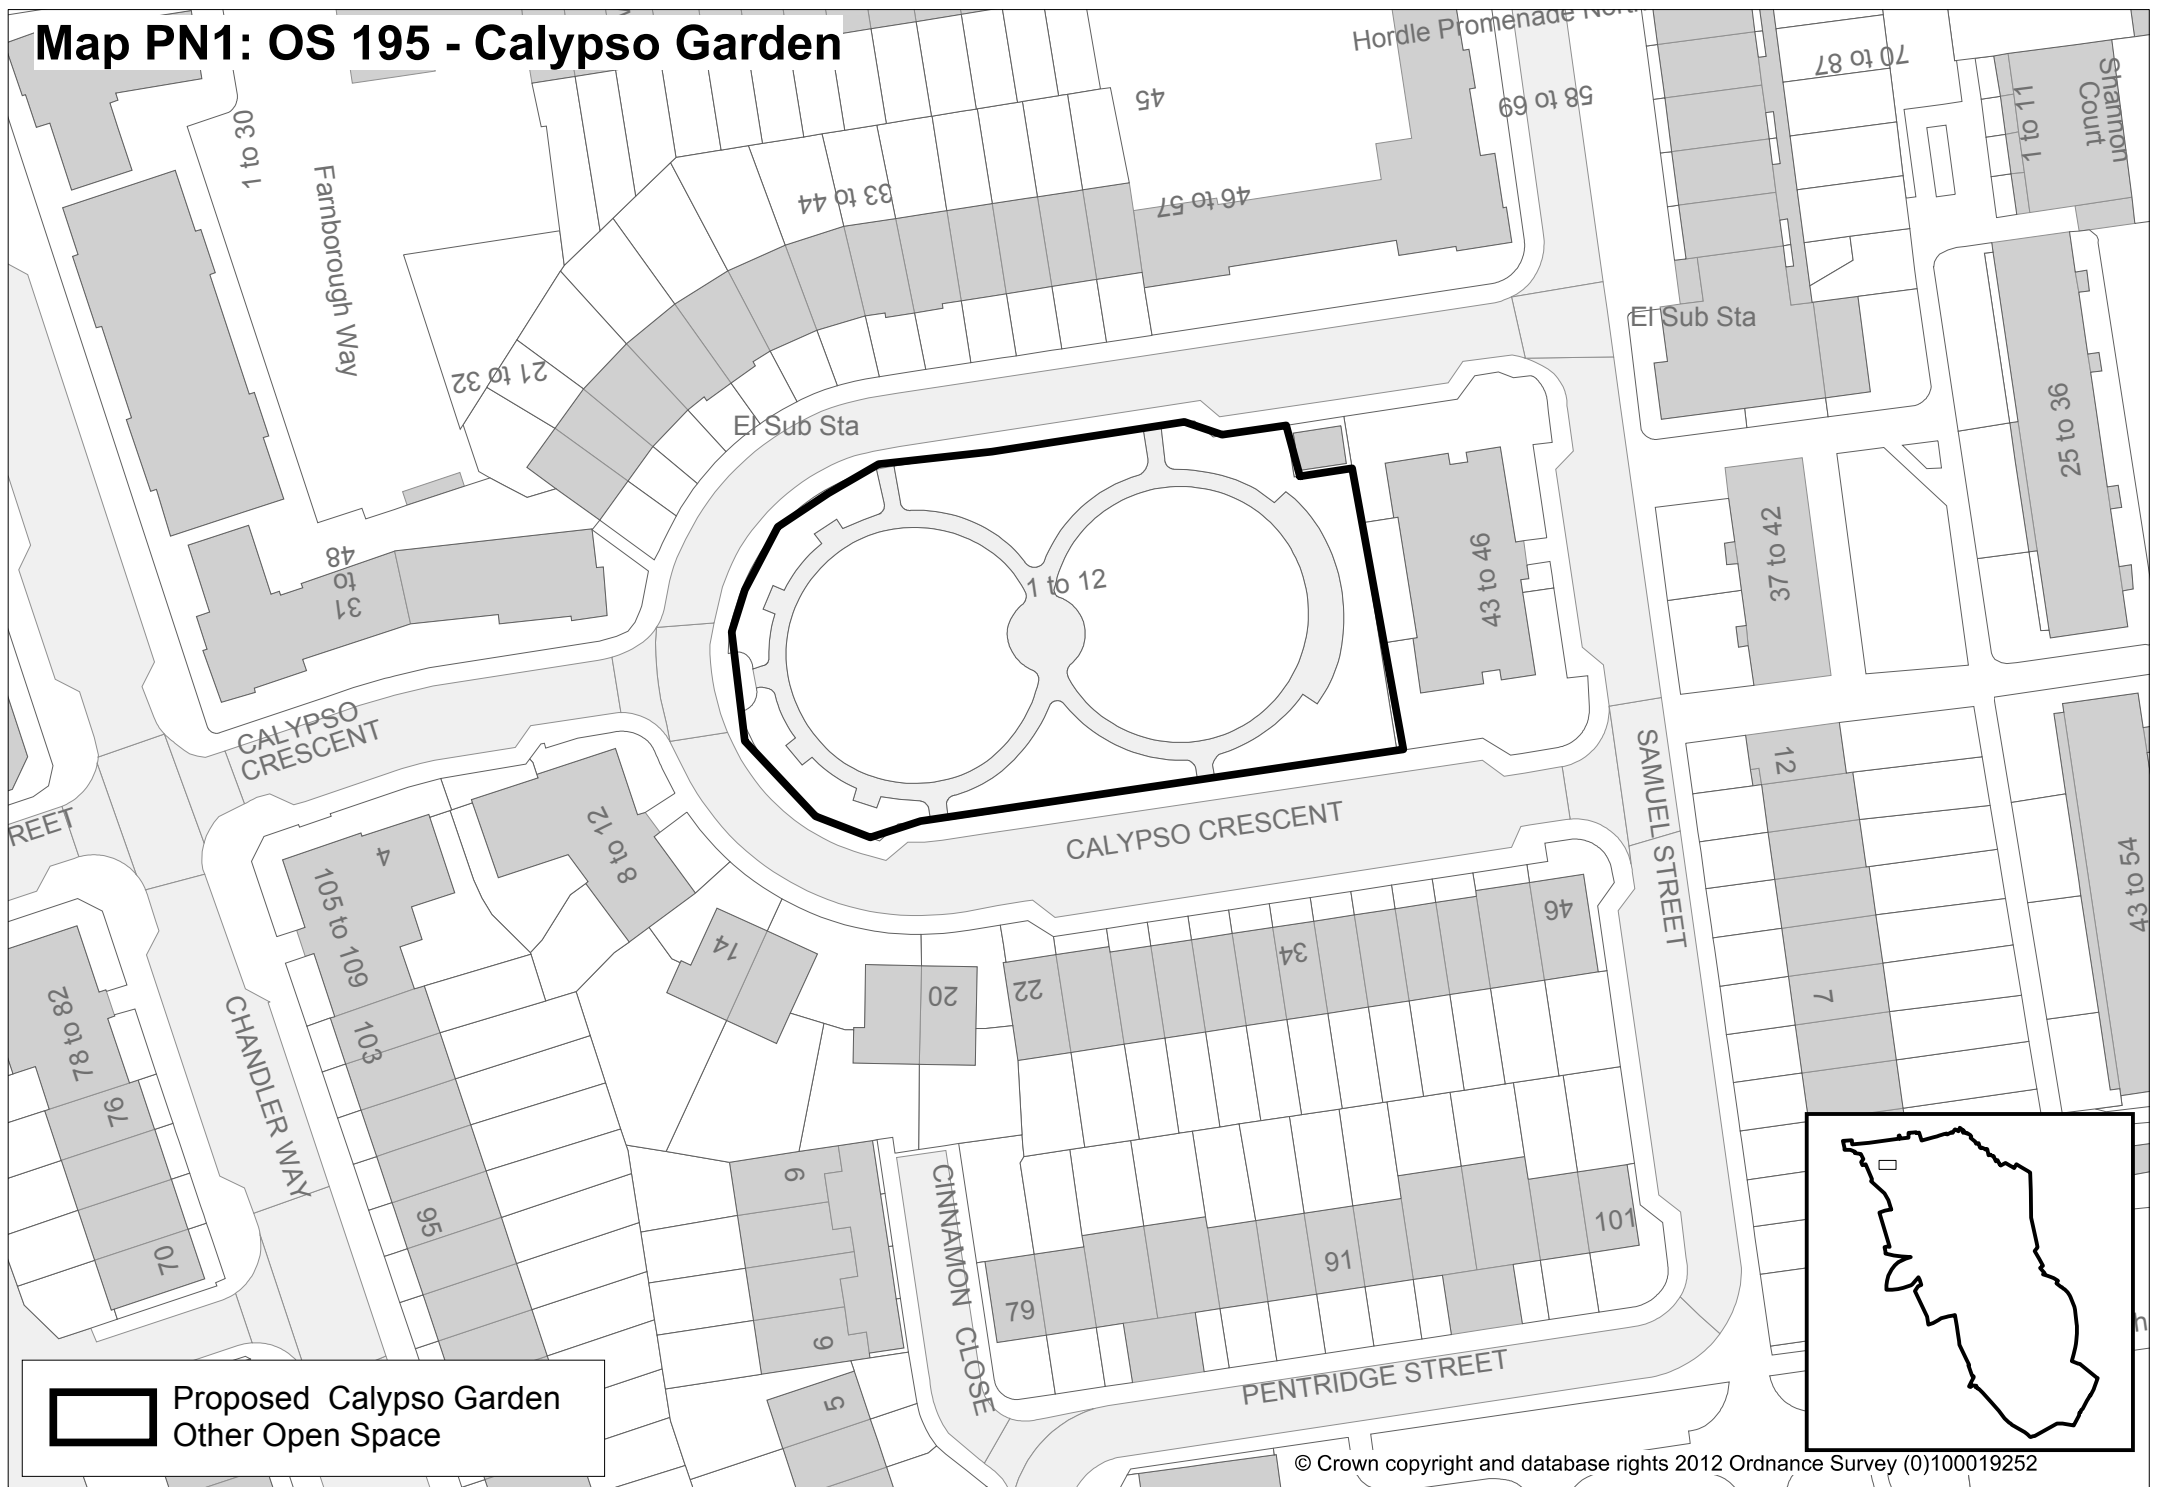 Map PN1: OS 195 - Calypso Garden
Hordle Promenade
70 to 87
58 to 69
45
Shannon
Court
1 to 11
1 to 30
Farnborough Way
33 to 44
46 to 57
El Sub Sta
21 to 32
El Sub Sta
25 to 36
37 to 42
43 to 46
1 to 12
31
to
48
CALYPSO
CRESCENT
SAMUEL STREET
12
REET
CALYPSO CRESCENT
4
8 to 12
105 to 109
43 to 54
46
34
14
20
22
7
78 to 82
103
76
CHANDLER WAY
95
70
6
CINNAMON CLOSE
101
91
79
9
5
PENTRIDGE STREET
Proposed  Calypso Garden
Other Open Space
© Crown copyright and database rights 2012 Ordnance Survey (0)100019252